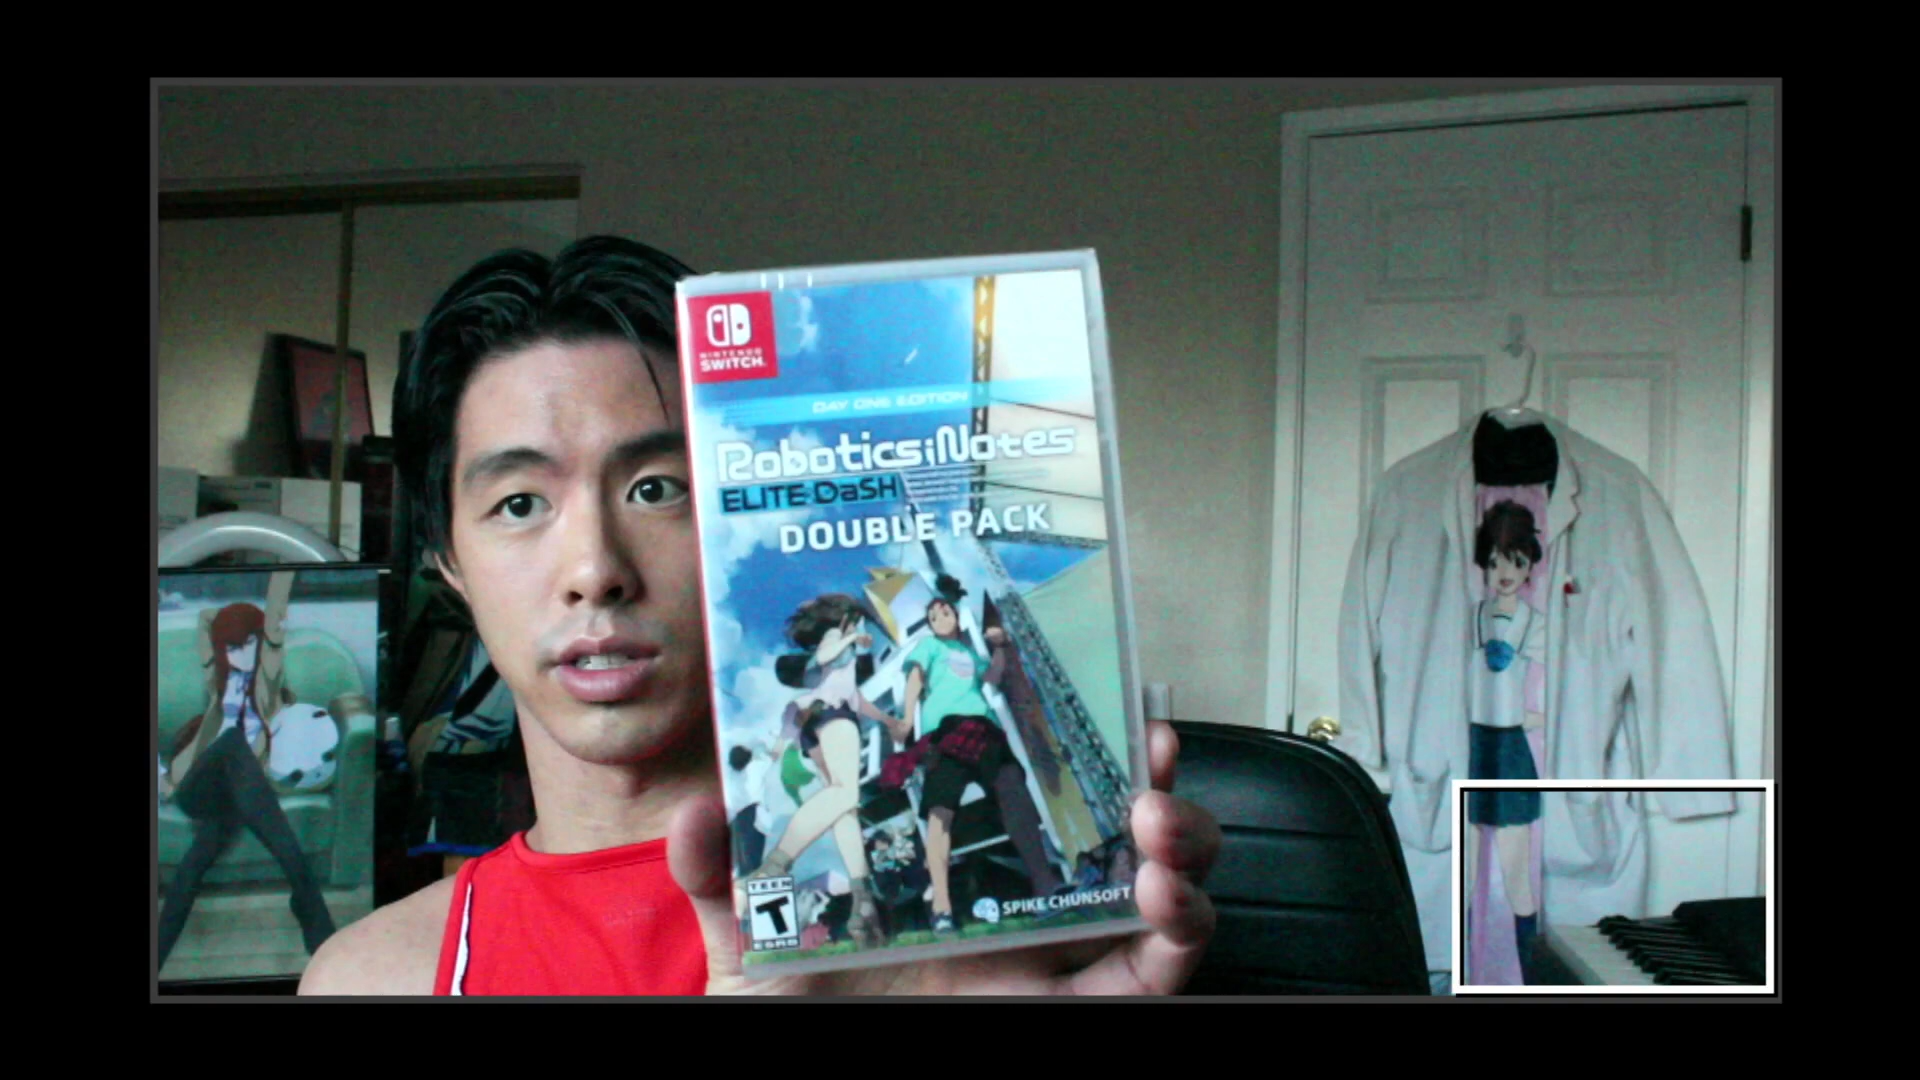 NINTENDO
SWITCH
DAY ONE EDITION
Robotics;Notes
ELITE DaSH
DOUBLE PACK
TEEN
T
ESRB
SPIKE CHUNSOFT